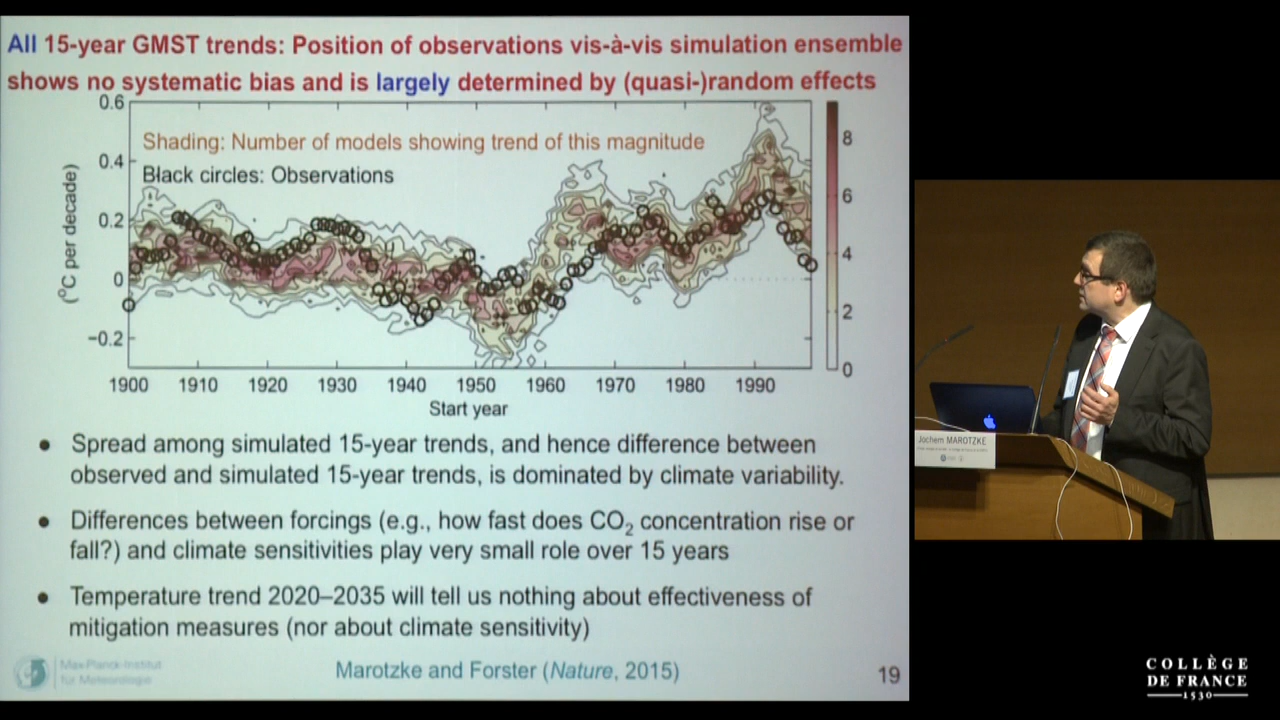 All 15-year GMST trends: Position of observations vis-à-vis simulation ensemble
shows no systematic bias and is largely determined by (quasi-)random effects
Shading: Number of models showing trend of this magnitude
Black circles: Observations
(°C per decade)
0.6
0.4
0.2
0
−0.2
1900 1910 1920 1930 1940 1950 1960 1970 1980 1990
Start year
8
6
4
2
0
• Spread among simulated 15-year trends, and hence difference between
observed and simulated 15-year trends, is dominated by climate variability.
• Differences between forcings (e.g., how fast does CO₂ concentration rise or
fall?) and climate sensitivities play very small role over 15 years
• Temperature trend 2020–2035 will tell us nothing about effectiveness of
mitigation measures (nor about climate sensitivity)
Max-Planck-Institut
für Meteorologie
Marotzke and Forster (Nature, 2015)
19
Jochem MAROTZKE
COLLÈGE
DE FRANCE
1530